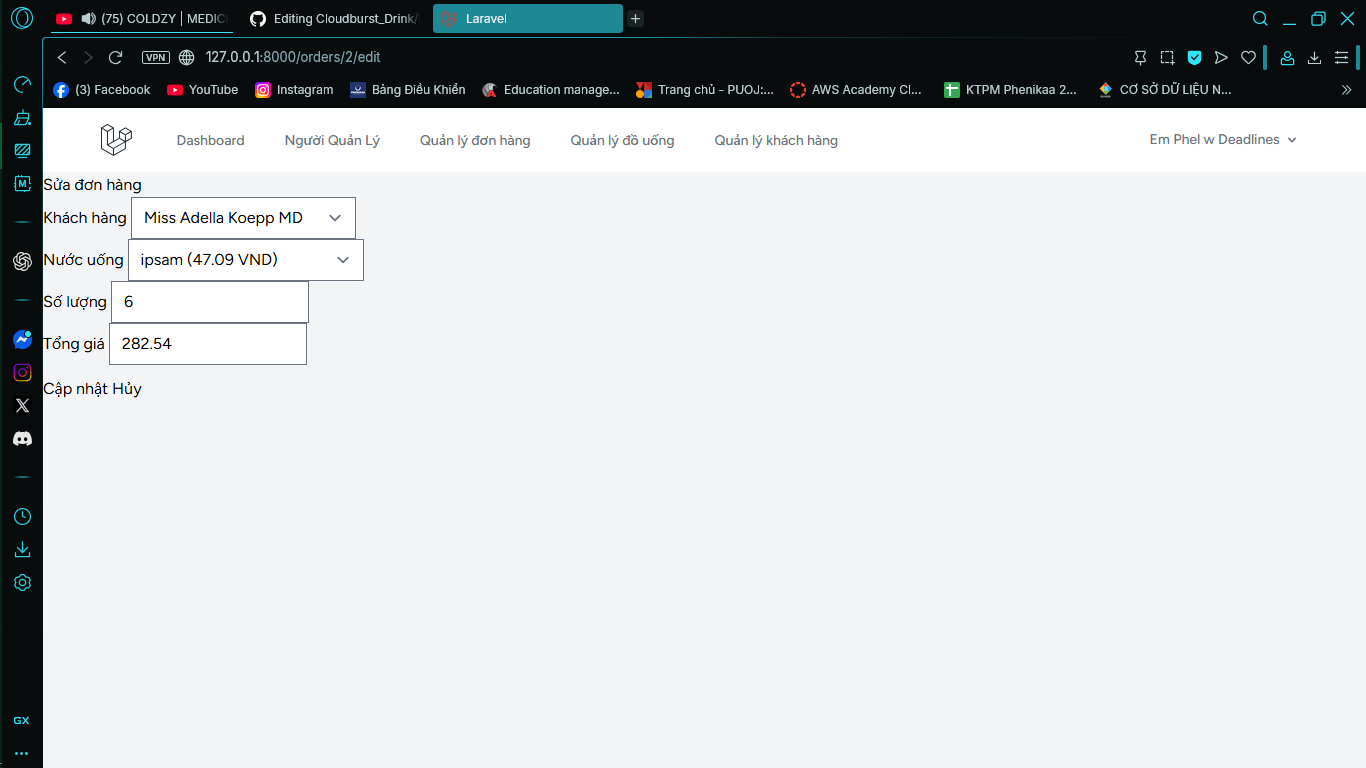 (75) COLDZY | MEDIC
Editing Cloudburst_Drink/
Laravel
VPN
127.0.0.1:8000/orders/2/edit
(3) Facebook
YouTube
Instagram
Bảng Điều Khiển
Education manage...
Trang chủ - PUOJ:...
AWS Academy Cl...
KTPM Phenikaa 2...
CƠ SỞ DỮ LIỆU N...
Dashboard
Người Quản Lý
Quản lý đơn hàng
Quản lý đồ uống
Quản lý khách hàng
Em Phel w Deadlines
Sửa đơn hàng
Khách hàng Miss Adella Koepp MD
Nước uống ipsam (47.09 VND)
Số lượng 6
Tổng giá 282.54
Cập nhật Hủy
M
GX